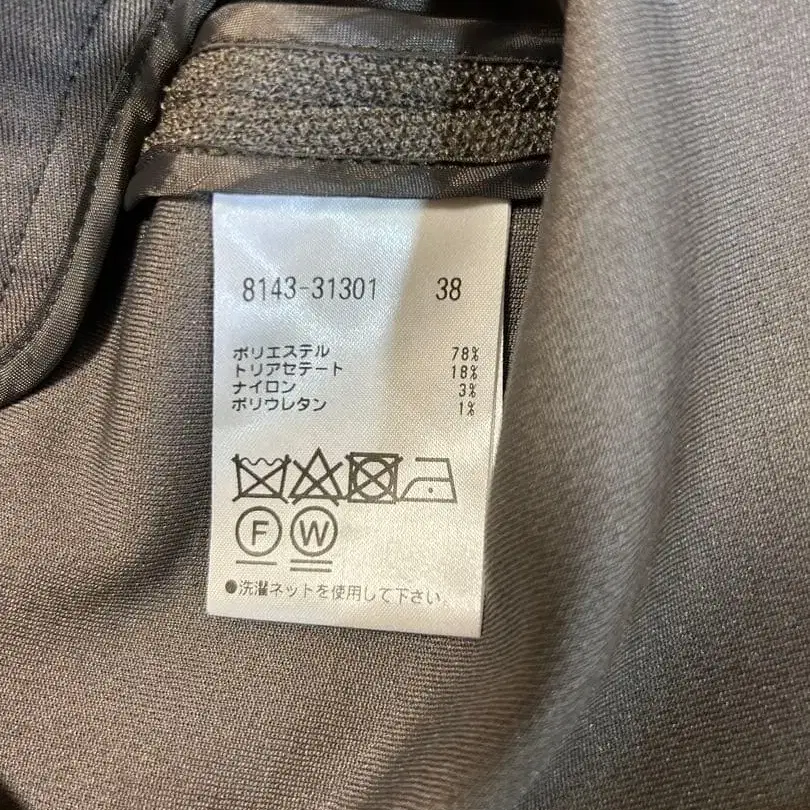 8143-31301 38
ポリエステル 78%
トリアセテート 18%
ナイロン 3%
ポリウレタン 1%
F W
●洗濯ネットを使用して下さい。